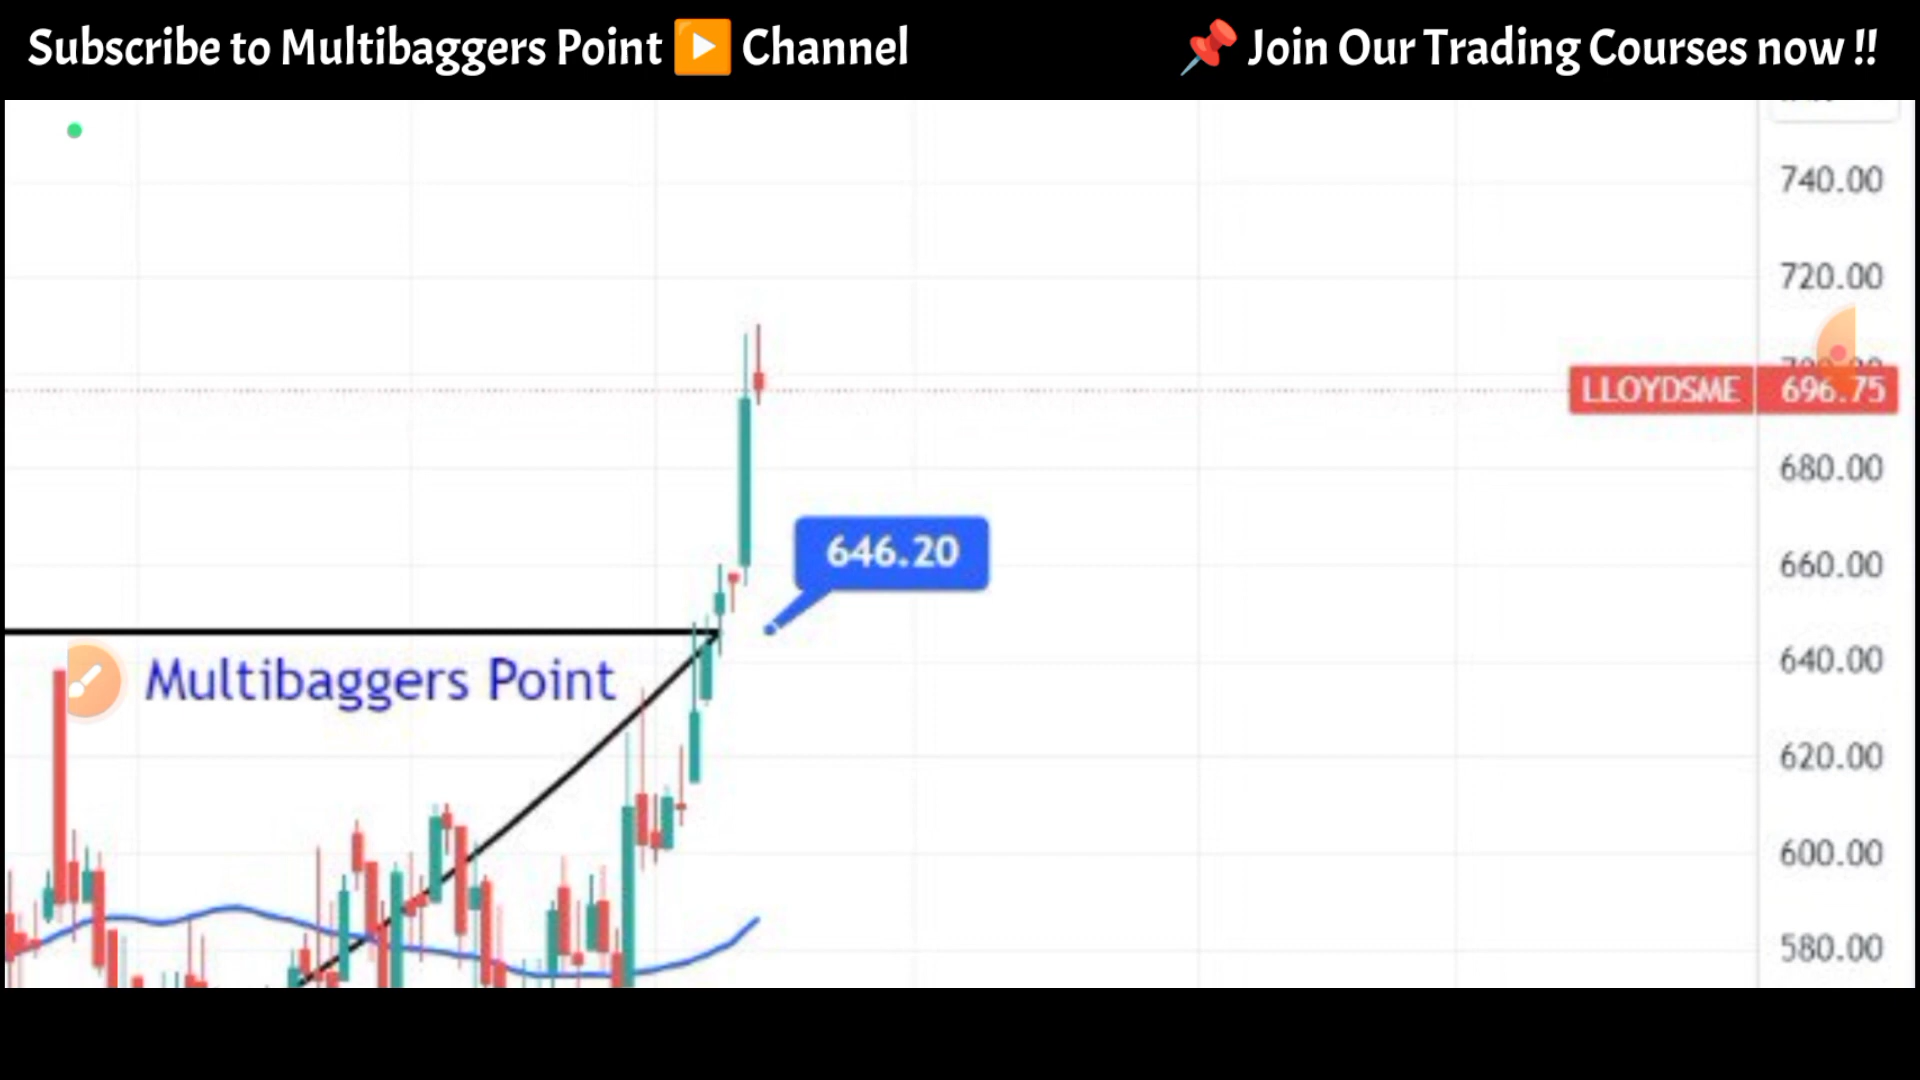 Subscribe to Multibaggers Point ▶️ Channel
📌 Join Our Trading Courses now !!
740.00
720.00
LLOYDSME 696.75
680.00
646.20
660.00
640.00
Multibaggers Point
620.00
600.00
580.00